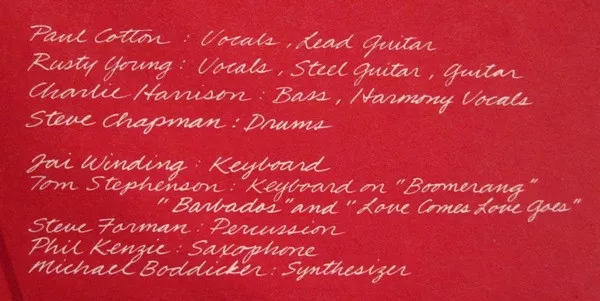 Paul Cotton : Vocals , Lead Guitar
Rusty Young : Vocals , Steel Guitar , Guitar
Charlie Harrison : Bass , Harmony Vocals
Steve Chapman : Drums
Jai Winding : Keyboard
Tom Stephenson : Keyboard on "Boomerang"
"Barbados" and "Love Comes Love Goes"
Steve Forman : Percussion
Phil Kenzie : Saxophone
Michael Boddicker : Synthesizer